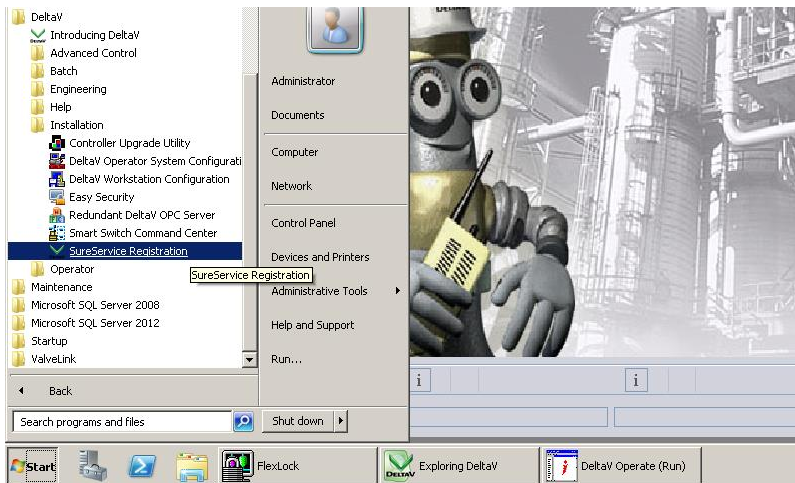 DeltaV
Introducing DeltaV
Advanced Control
Batch
Engineering
Help
Installation
Controller Upgrade Utility
DeltaV Operator System Configurati
DeltaV Workstation Configuration
Easy Security
Redundant DeltaV OPC Server
Smart Switch Command Center
SureService Registration
Operator
SureService Registration
Maintenance
Microsoft SQL Server 2008
Microsoft SQL Server 2012
Startup
ValveLink
Back
Search programs and files
Administrator
Documents
Computer
Network
Control Panel
Devices and Printers
Administrative Tools
Help and Support
Run...
Shut down
i
i
Start
FlexLock
DELTAV
Exploring DeltaV
DeltaV Operate (Run)